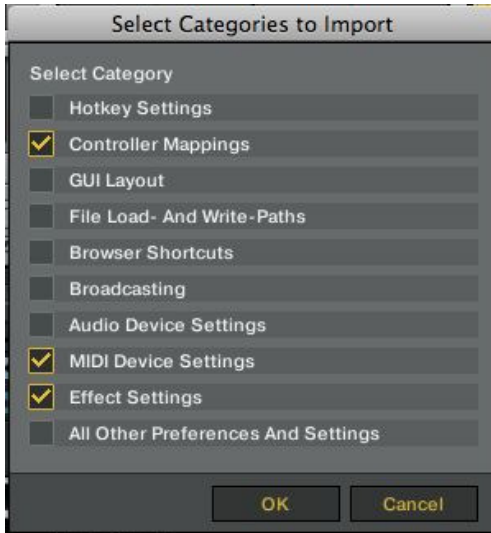 Select Categories to Import
Select Category
Hotkey Settings
Controller Mappings
GUI Layout
File Load- And Write-Paths
Browser Shortcuts
Broadcasting
Audio Device Settings
MIDI Device Settings
Effect Settings
All Other Preferences And Settings
OK Cancel